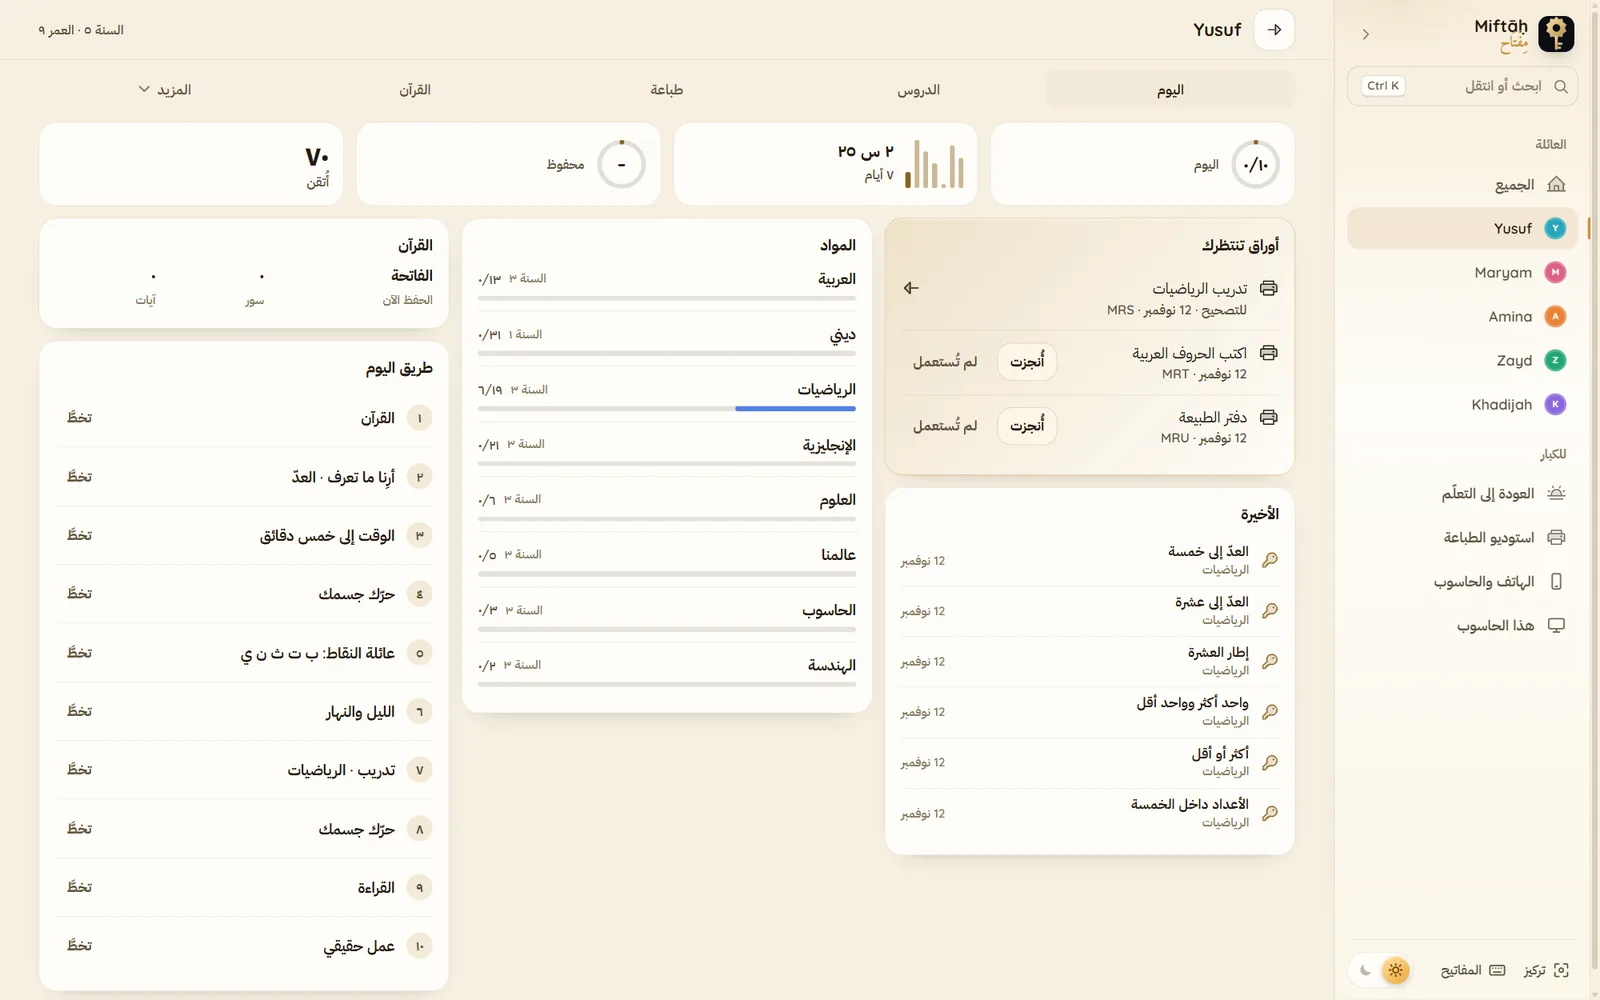 Miftāḥ
مِفتاح
ابحث أو انتقل
Ctrl K
العائلة
الجميع
Y Yusuf
M Maryam
A Amina
Z Zayd
K Khadijah
للكبار
العودة إلى التعلّم
استوديو الطباعة
الهاتف والحاسوب
هذا الحاسوب
تركيز
المفاتيح
Yusuf
السنة ٥ · العمر ٩
اليوم
الدروس
طباعة
القرآن
المزيد
٠/١٠
اليوم
٢ س ٢٥
٧ أيام
-
محفوظ
٧٠
أُتقن
أوراق تنتظرك
تدريب الرياضيات
للتصحيح · 12 نوفمبر · MRS
اكتب الحروف العربية
12 نوفمبر · MRT
أُنجزت
لم تُستعمل
دفتر الطبيعة
12 نوفمبر · MRU
أُنجزت
لم تُستعمل
الأخيرة
العدّ إلى خمسة
الرياضيات
12 نوفمبر
العدّ إلى عشرة
الرياضيات
12 نوفمبر
إطار العشرة
الرياضيات
12 نوفمبر
واحد أكثر وواحد أقل
الرياضيات
12 نوفمبر
أكثر أو أقل
الرياضيات
12 نوفمبر
الأعداد داخل الخمسة
الرياضيات
12 نوفمبر
المواد
العربية السنة ٣ ٠/١٣
ديني السنة ١ ٠/٣١
الرياضيات السنة ٣ ٦/١٩
الإنجليزية السنة ٣ ٠/٢١
العلوم السنة ٣ ٠/٦
عالمنا السنة ٣ ٠/٥
الحاسوب السنة ٣ ٠/٣
الهندسة السنة ٣ ٠/٢
القرآن
الفاتحة
الحفظ الآن
٠
سور
٠
آيات
طريق اليوم
١ القرآن تخطَّ
٢ أرِنا ما تعرف · العدّ تخطَّ
٣ الوقت إلى خمس دقائق تخطَّ
٤ حرّك جسمك تخطَّ
٥ عائلة النقاط: ب ت ث ن ي تخطَّ
٦ الليل والنهار تخطَّ
٧ تدريب · الرياضيات تخطَّ
٨ حرّك جسمك تخطَّ
٩ القراءة تخطَّ
١٠ عمل حقيقي تخطَّ